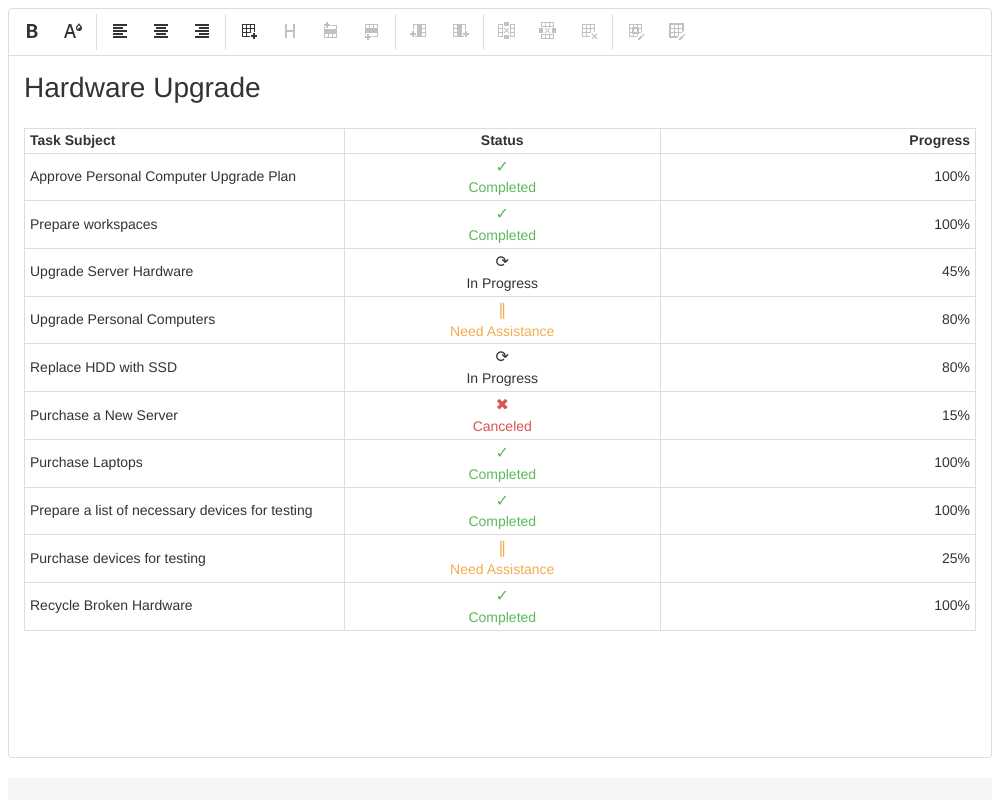 Hardware Upgrade
Task Subject Status Progress
✓
Approve Personal Computer Upgrade Plan 100%
Completed
✓
Prepare workspaces 100%
Completed
⟳
Upgrade Server Hardware 45%
In Progress
‖
Upgrade Personal Computers 80%
Need Assistance
⟳
Replace HDD with SSD 80%
In Progress
✖
Purchase a New Server 15%
Canceled
✓
Purchase Laptops 100%
Completed
✓
Prepare a list of necessary devices for testing 100%
Completed
‖
Purchase devices for testing 25%
Need Assistance
✓
Recycle Broken Hardware 100%
Completed